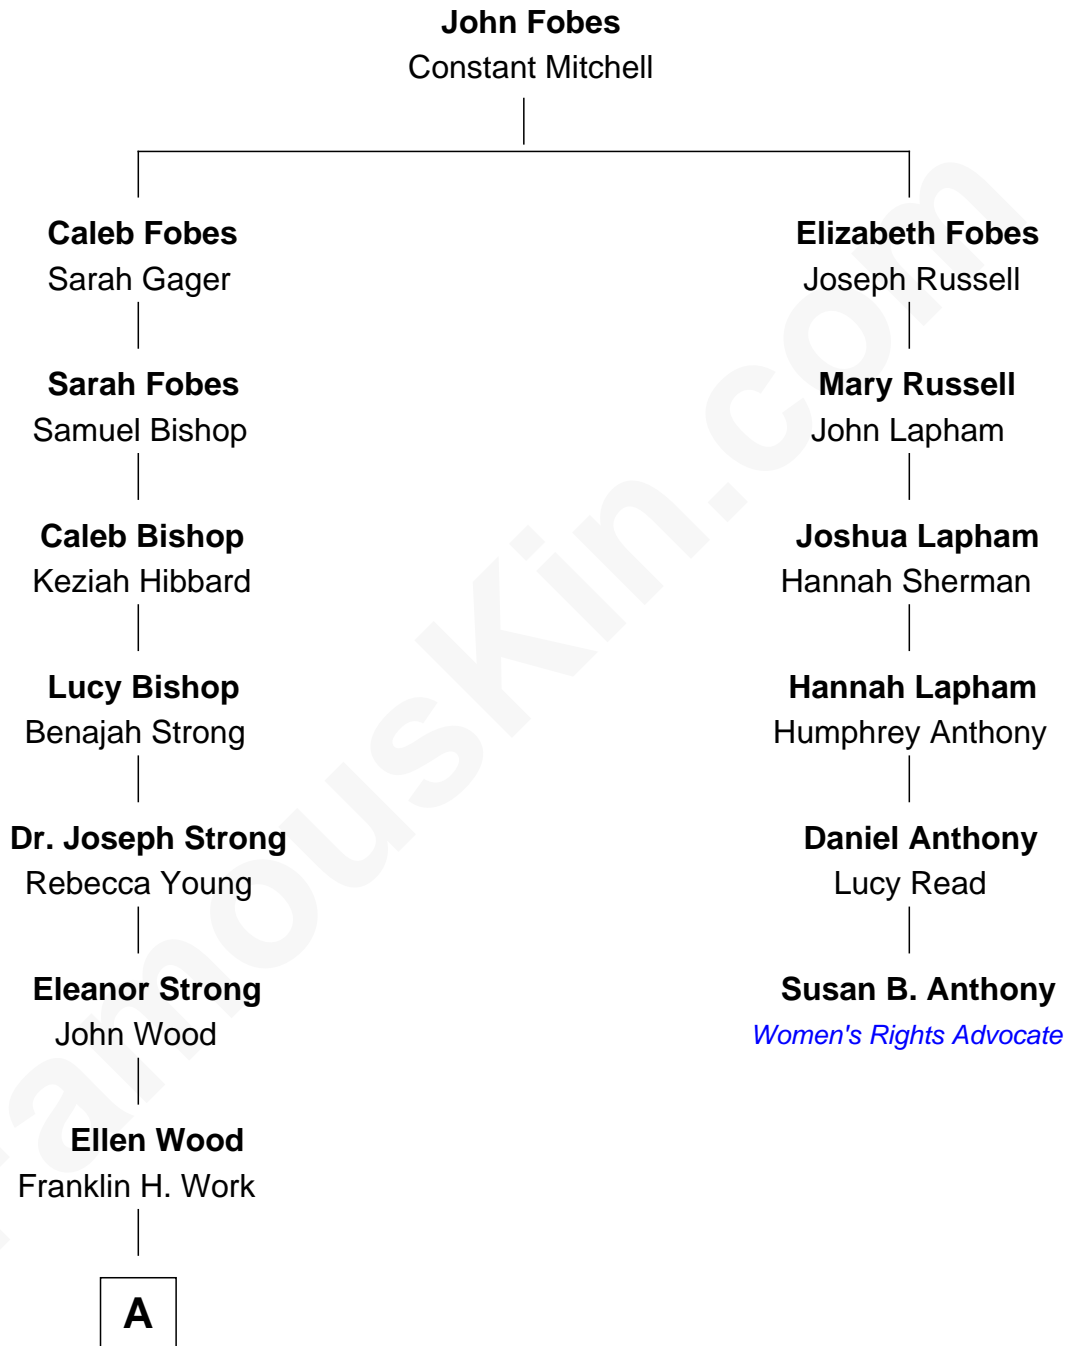 John Fobes
Constant Mitchell
Caleb Fobes
Sarah Gager
Elizabeth Fobes
Joseph Russell
Sarah Fobes
Samuel Bishop
Mary Russell
John Lapham
Caleb Bishop
Keziah Hibbard
Joshua Lapham
Hannah Sherman
Lucy Bishop
Benajah Strong
Hannah Lapham
Humphrey Anthony
Dr. Joseph Strong
Rebecca Young
Daniel Anthony
Lucy Read
Eleanor Strong
John Wood
Susan B. Anthony
Women's Rights Advocate
Ellen Wood
Franklin H. Work
A
FamousKin.com